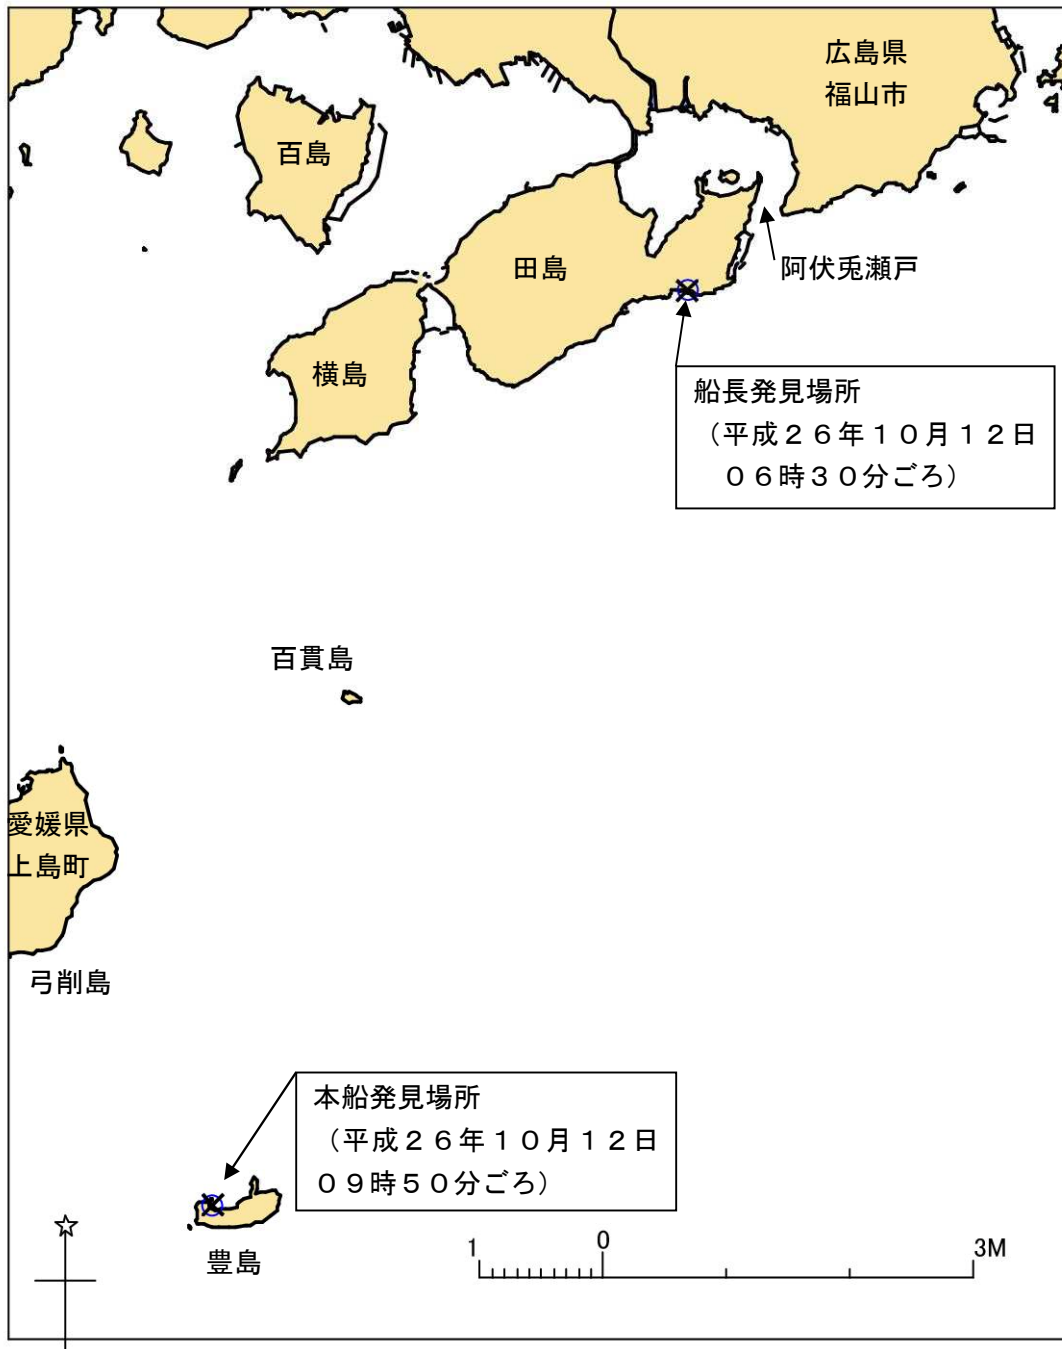 広島県
福山市
百島
田島
阿伏兎瀬戸
横島
船長発見場所
（平成２６年１０月１２日
０６時３０分ごろ）
百貫島
愛媛県
上島町
弓削島
本船発見場所
（平成２６年１０月１２日
０９時５０分ごろ）
豊島
1 0 3M